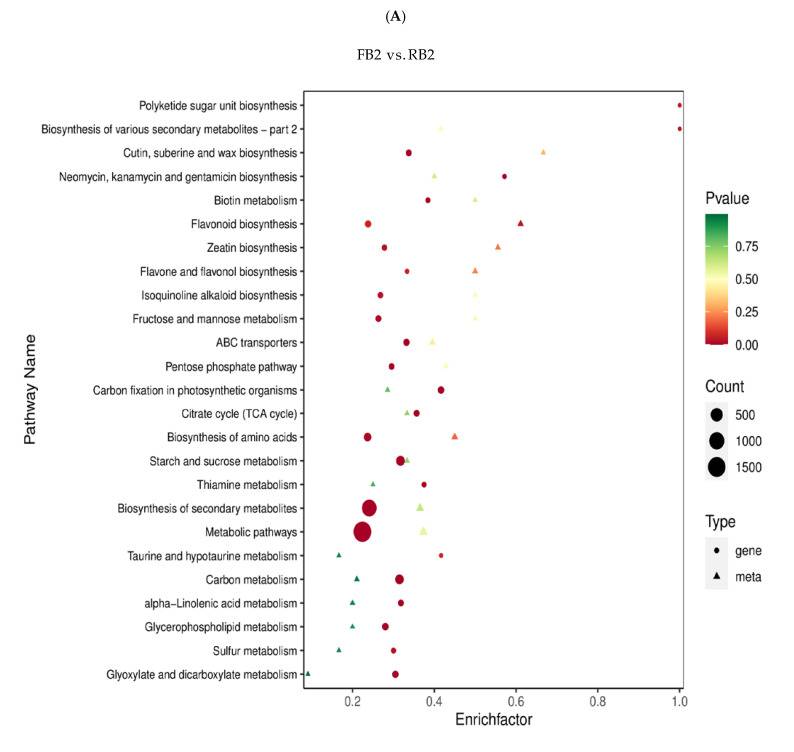 (A)
FB2 vs.RB2
Polyketide sugar unit biosynthesis
Biosynthesis of various secondary metabolites – part 2
Cutin, suberine and wax biosynthesis
Neomycin, kanamycin and gentamicin biosynthesis
Biotin metabolism
Flavonoid biosynthesis
Zeatin biosynthesis
Flavone and flavonol biosynthesis
Isoquinoline alkaloid biosynthesis
Fructose and mannose metabolism
ABC transporters
Pentose phosphate pathway
Carbon fixation in photosynthetic organisms
Citrate cycle (TCA cycle)
Biosynthesis of amino acids
Starch and sucrose metabolism
Thiamine metabolism
Biosynthesis of secondary metabolites
Metabolic pathways
Taurine and hypotaurine metabolism
Carbon metabolism
alpha–Linolenic acid metabolism
Glycerophospholipid metabolism
Sulfur metabolism
Glyoxylate and dicarboxylate metabolism
Pathway Name
0.2 0.4 0.6 0.8 1.0
Enrichfactor
Pvalue
0.75
0.50
0.25
0.00
Count
500
1000
1500
Type
gene
meta